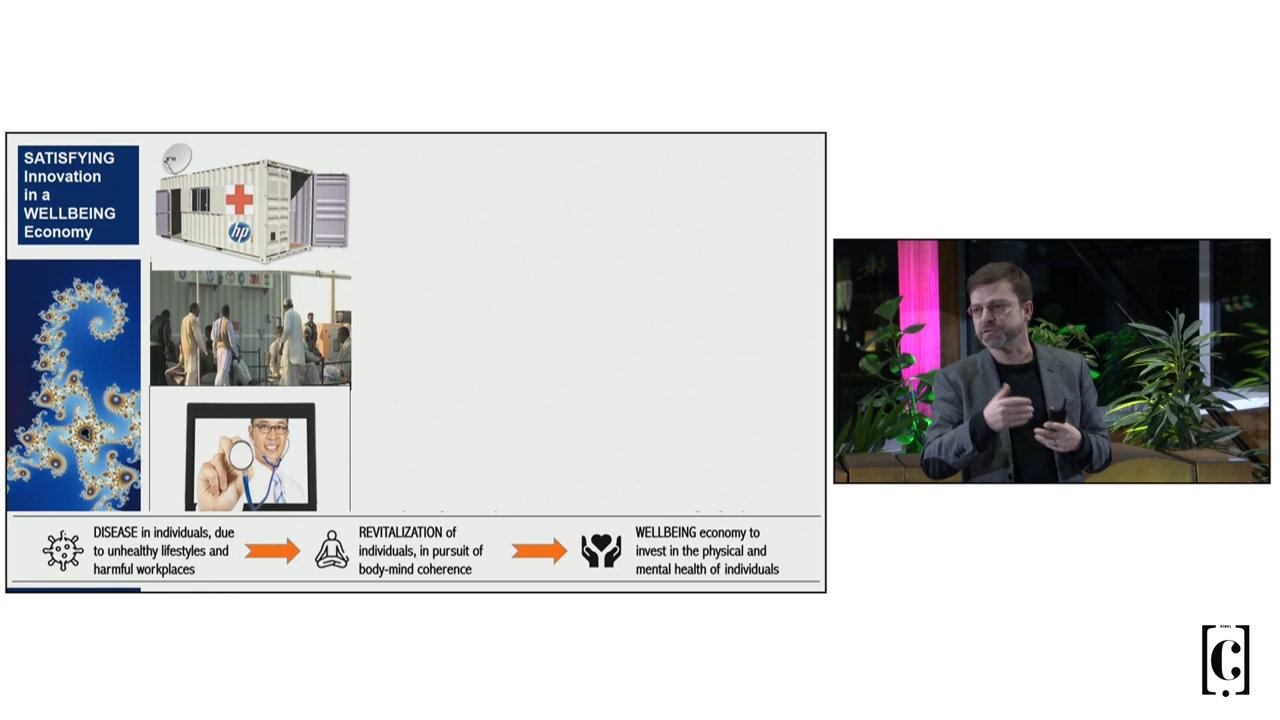 SATISFYING
Innovation
in a
WELLBEING
Economy
hp
DISEASE in individuals, due
to unhealthy lifestyles and
harmful workplaces
REVITALIZATION of
individuals, in pursuit of
body-mind coherence
WELLBEING economy to
invest in the physical and
mental health of individuals
[Ç]